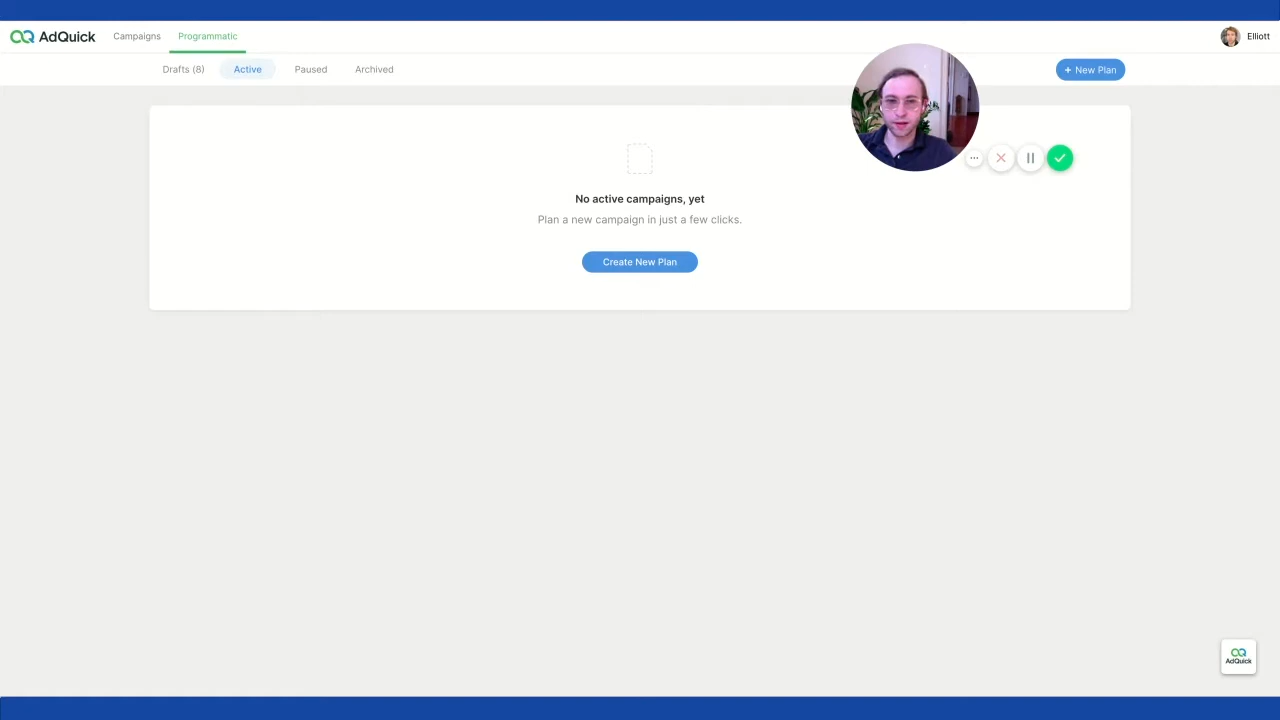 AdQuick Campaigns Programmatic Elliott
Drafts (8) Active Paused Archived + New Plan
No active campaigns, yet
Plan a new campaign in just a few clicks.
Create New Plan
AdQuick